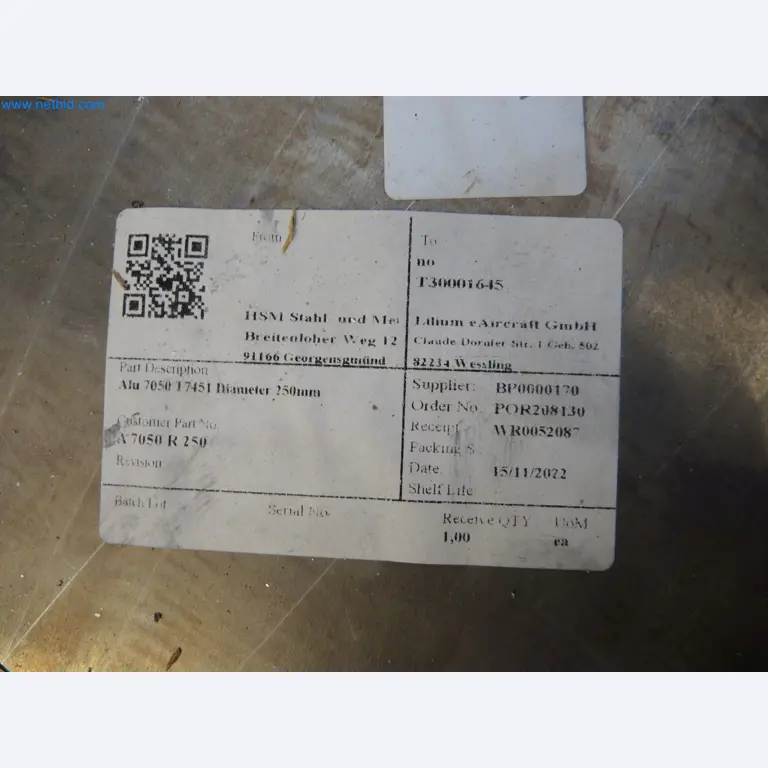 www.netbid.com
From
HSM Stahl- und Met
Breitenloher Weg 12
91166 Georgensgmünd
To
no
T30001645
Lilium eAircraft GmbH
Claude Dornier Str. 1 Geb. 502
82234 Wessling
Part Description
Alu 7050 T7451 Diameter 250mm
Customer Part No.
A 7050 R 250
Revision
Supplier: BP0000170
Order No. POR208130
Receipt WR0052087
Packing S
Date: 15/11/2022
Shelf Life
Batch Lot
Serial No.
Receive QTY UoM
1,00 ea